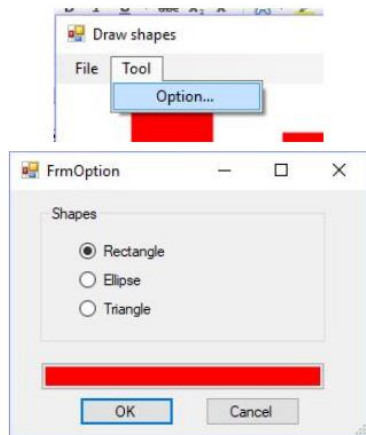 Draw shapes
File Tool
Option...
FrmOption
Shapes
Rectangle
Ellipse
Triangle
OK Cancel